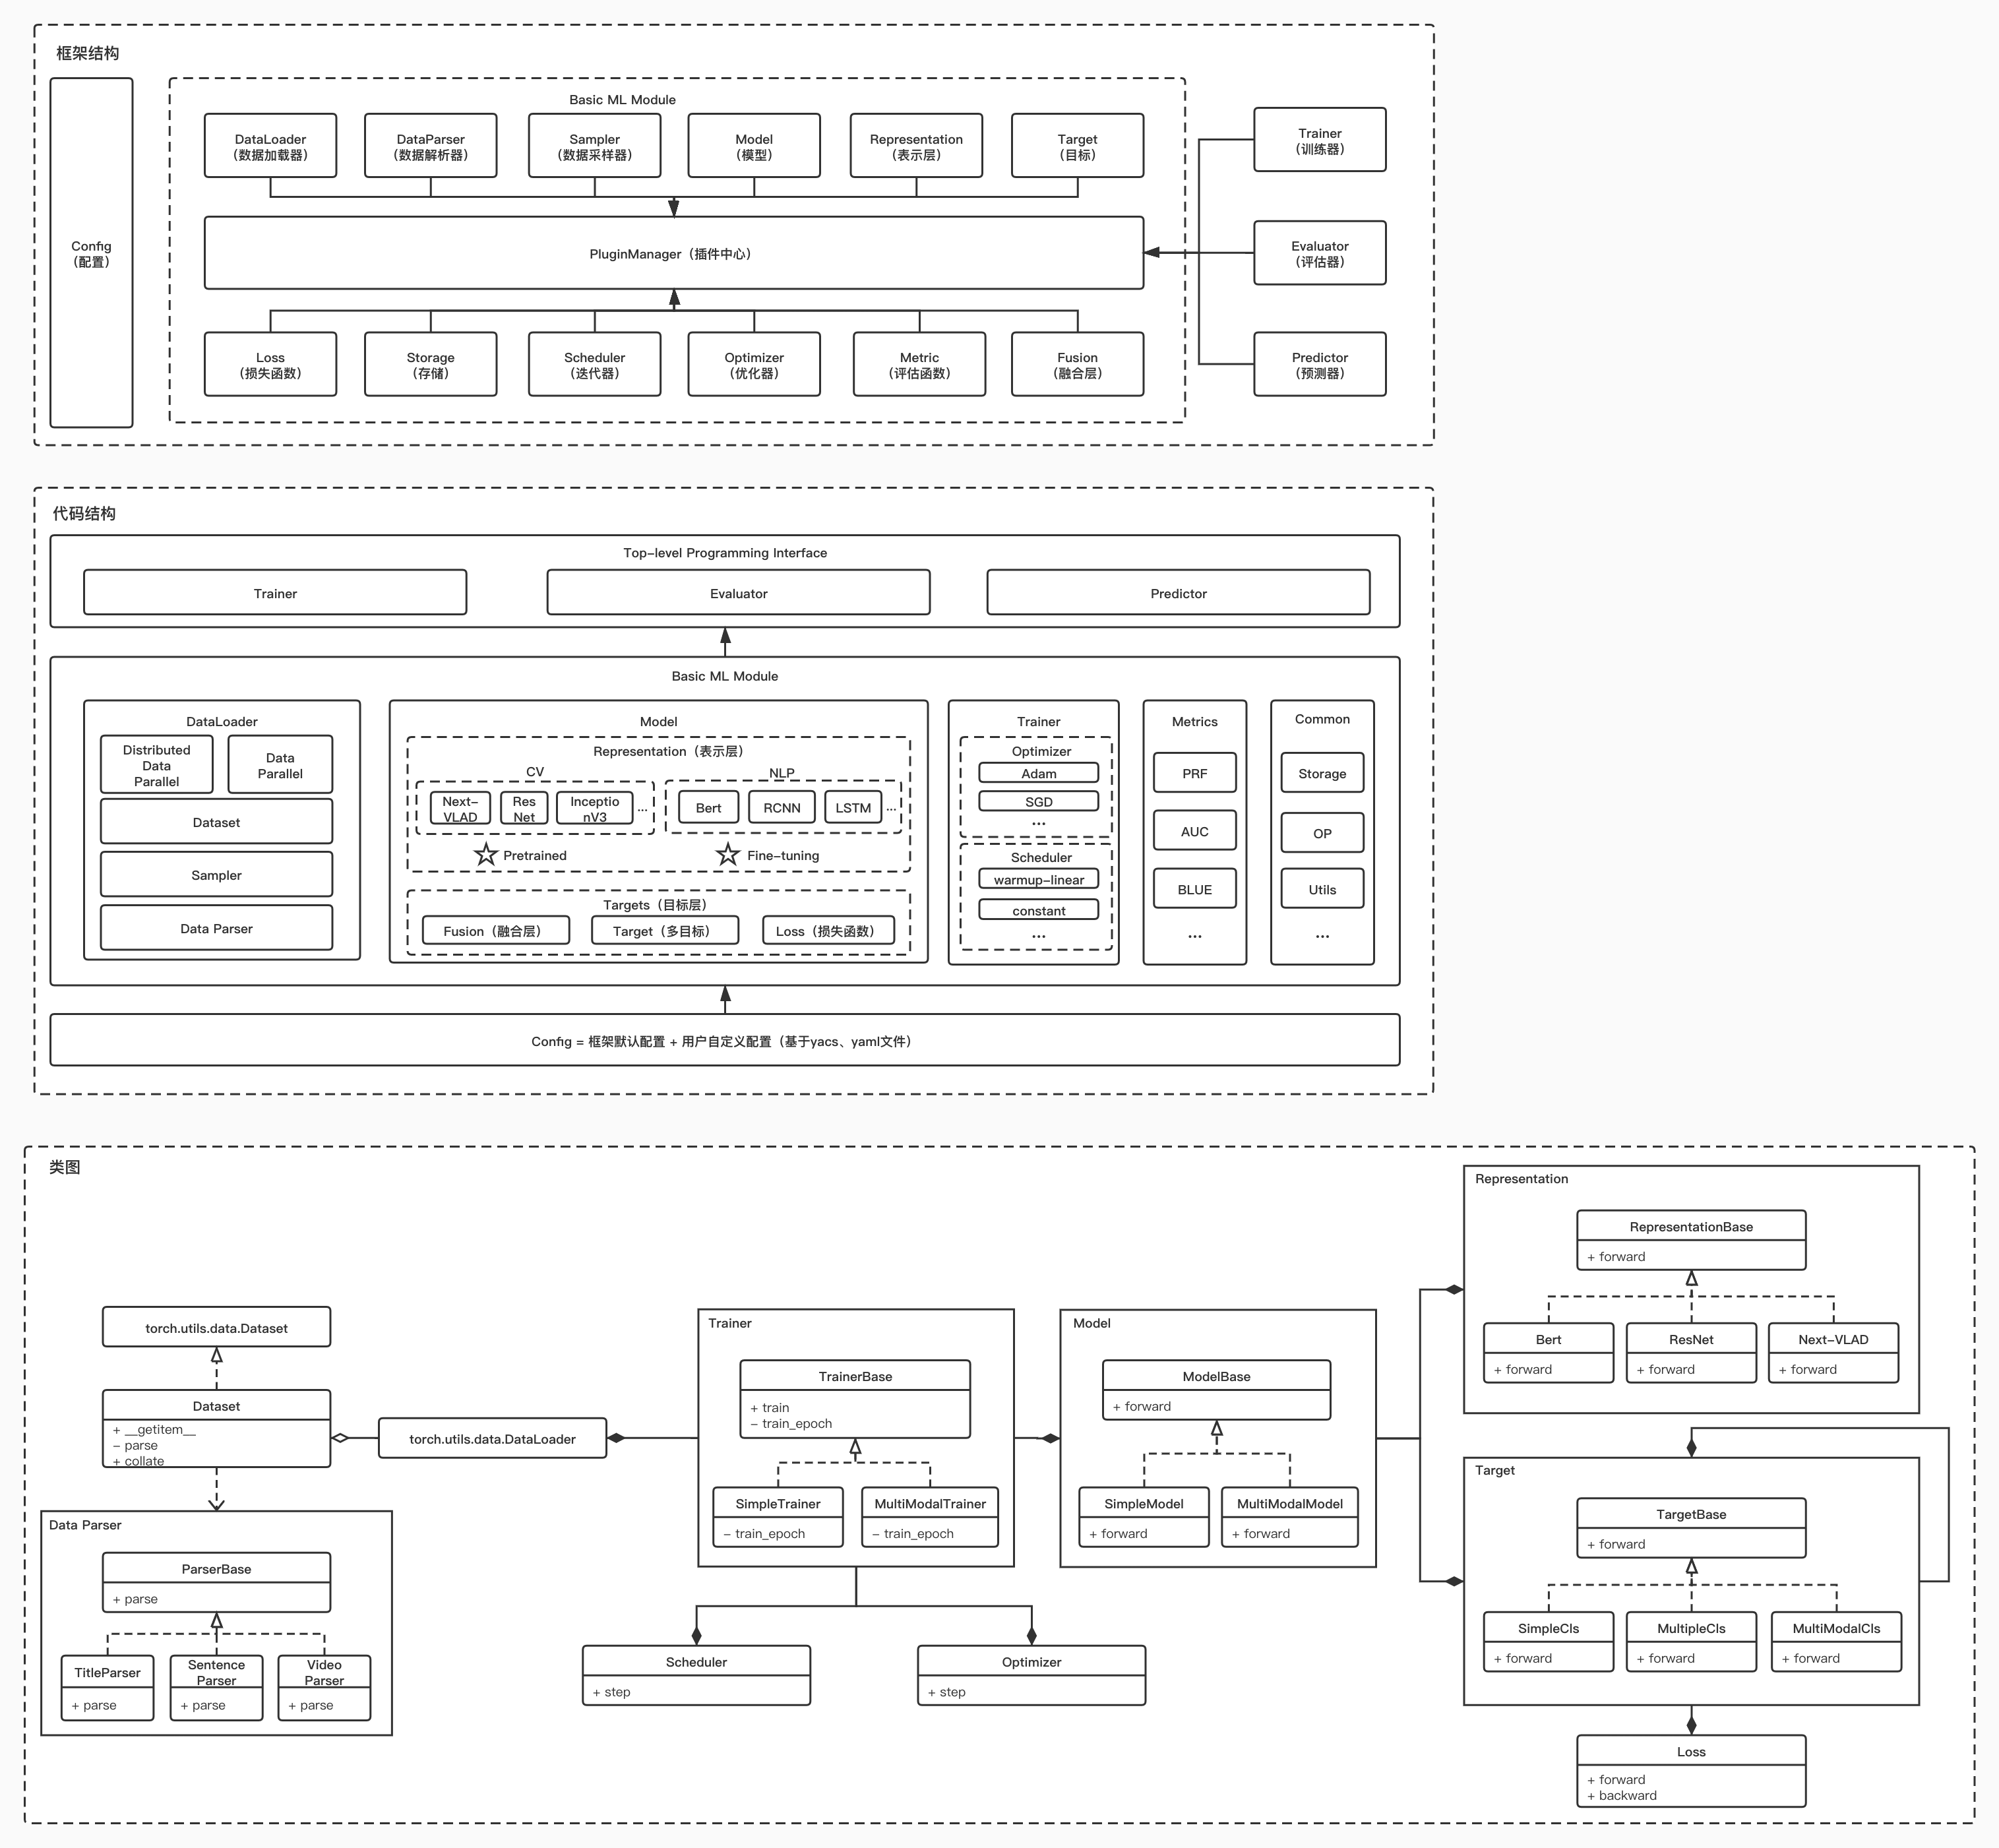 框架结构
Config
（配置）
Basic ML Module
DataLoader
（数据加载器）
DataParser
（数据解析器）
Sampler
（数据采样器）
Model
（模型）
Representation
（表示层）
Target
（目标）
PluginManager（插件中心）
Loss
（损失函数）
Storage
（存储）
Scheduler
（迭代器）
Optimizer
（优化器）
Metric
（评估函数）
Fusion
（融合层）
Trainer
（训练器）
Evaluator
（评估器）
Predictor
（预测器）
代码结构
Top-level Programming Interface
Trainer
Evaluator
Predictor
Basic ML Module
DataLoader
Distributed
Data
Parallel
Data
Parallel
Dataset
Sampler
Data Parser
Model
Representation（表示层）
CV
Next-
VLAD
Res
Net
Inceptio
nV3
...
NLP
Bert
RCNN
LSTM
...
Pretrained
Fine-tuning
Targets（目标层）
Fusion（融合层）
Target（多目标）
Loss（损失函数）
Trainer
Optimizer
Adam
SGD
...
Scheduler
warmup-linear
constant
...
Metrics
PRF
AUC
BLUE
...
Common
Storage
OP
Utils
...
Config = 框架默认配置 + 用户自定义配置（基于yacs、yaml文件）
类图
torch.utils.data.Dataset
Dataset
+ __getitem__
- parse
+ collate
torch.utils.data.DataLoader
Data Parser
ParserBase
+ parse
TitleParser
+ parse
Sentence
Parser
+ parse
Video
Parser
+ parse
Trainer
TrainerBase
+ train
- train_epoch
SimpleTrainer
- train_epoch
MultiModalTrainer
- train_epoch
Scheduler
+ step
Optimizer
+ step
Model
ModelBase
+ forward
SimpleModel
+ forward
MultiModalModel
+ forward
Representation
RepresentationBase
+ forward
Bert
+ forward
ResNet
+ forward
Next-VLAD
+ forward
Target
TargetBase
+ forward
SimpleCls
+ forward
MultipleCls
+ forward
MultiModalCls
+ forward
Loss
+ forward
+ backward